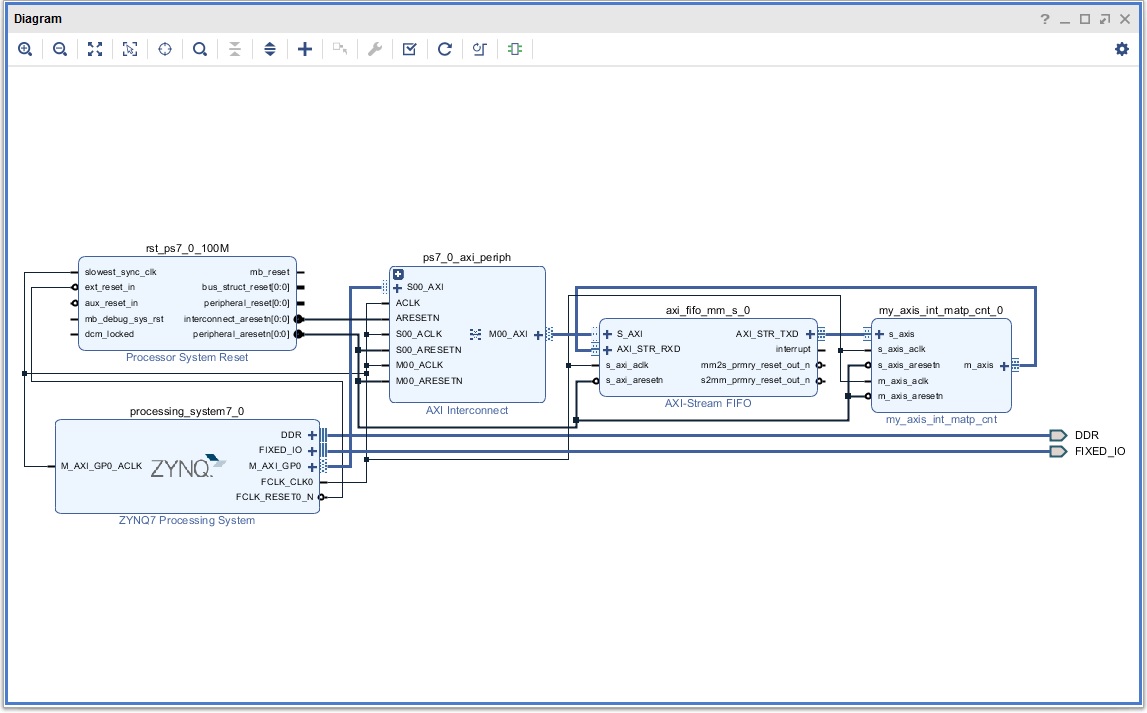 Diagram
rst_ps7_0_100M
slowest_sync_clk
ext_reset_in
aux_reset_in
mb_debug_sys_rst
dcm_locked
mb_reset
bus_struct_reset[0:0]
peripheral_reset[0:0]
interconnect_aresetn[0:0]
peripheral_aresetn[0:0]
Processor System Reset
processing_system7_0
M_AXI_GP0_ACLK
ZYNQ
DDR
FIXED_IO
M_AXI_GP0
FCLK_CLK0
FCLK_RESET0_N
ZYNQ7 Processing System
ps7_0_axi_periph
S00_AXI
ACLK
ARESETN
S00_ACLK
S00_ARESETN
M00_ACLK
M00_ARESETN
M00_AXI
AXI Interconnect
axi_fifo_mm_s_0
S_AXI
AXI_STR_RXD
s_axi_aclk
s_axi_aresetn
AXI_STR_TXD
interrupt
mm2s_prmry_reset_out_n
s2mm_prmry_reset_out_n
AXI-Stream FIFO
my_axis_int_matp_cnt_0
s_axis
s_axis_aclk
s_axis_aresetn
m_axis_aclk
m_axis_aresetn
m_axis
my_axis_int_matp_cnt
DDR
FIXED_IO